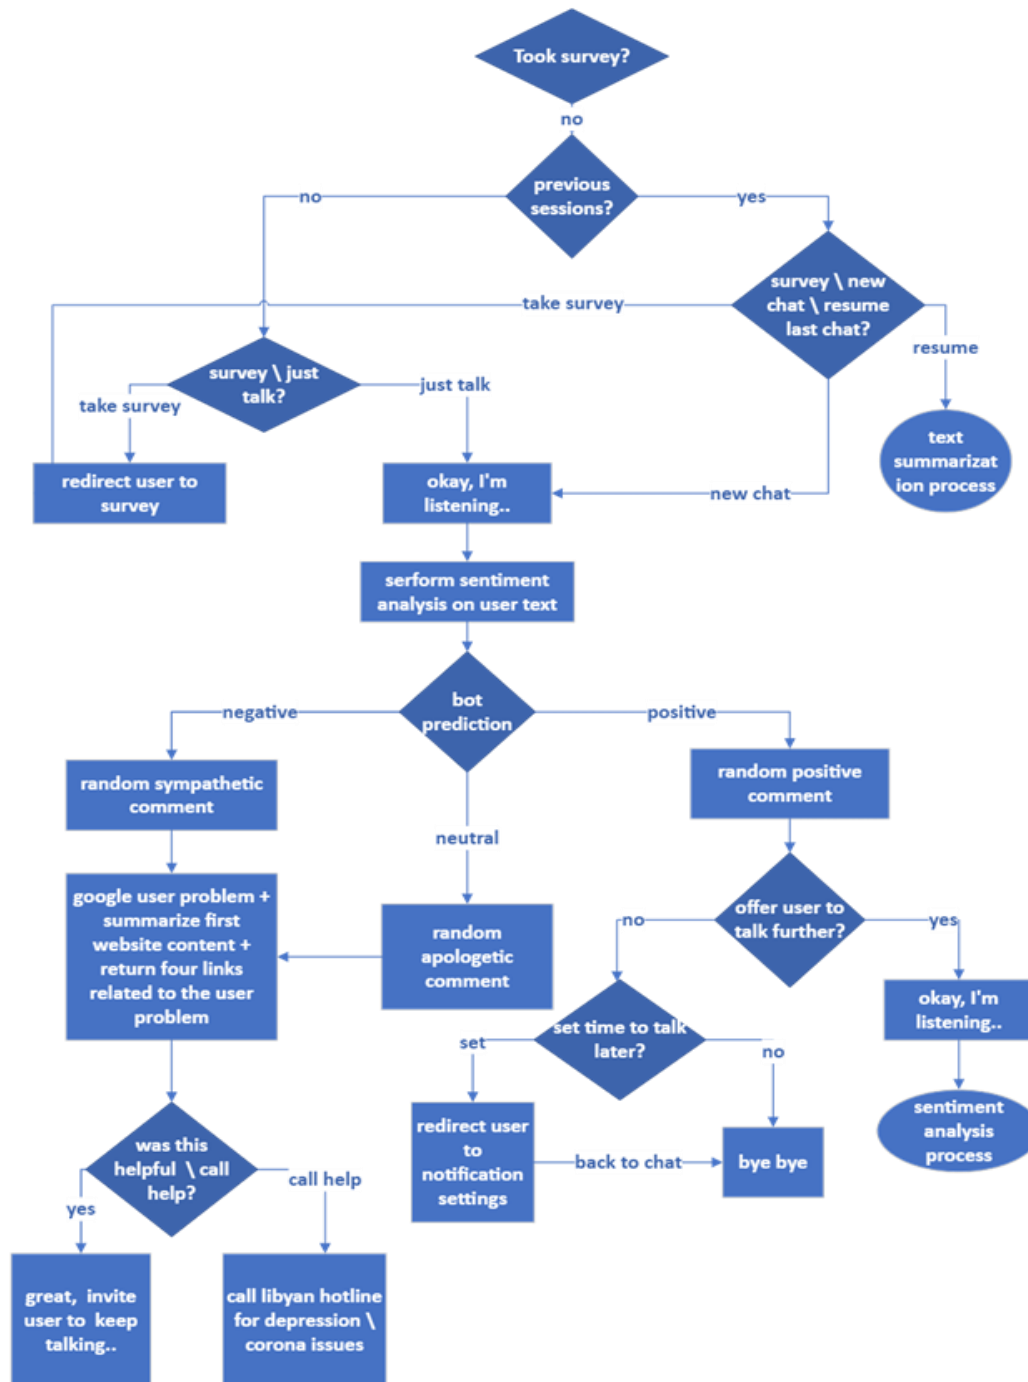 Took survey?
no
previous
sessions?
no
yes
survey \ new
chat \ resume
last chat?
take survey
resume
survey \ just
talk?
just talk
take survey
text
summarizat
ion process
redirect user to
survey
okay, I'm
listening..
new chat
serform sentiment
analysis on user text
bot
prediction
negative
positive
random sympathetic
comment
random positive
comment
neutral
google user problem +
summarize first
website content +
return four links
related to the user
problem
random
apologetic
comment
offer user to
talk further?
no
yes
okay, I'm
listening..
set time to talk
later?
set
no
sentiment
analysis
process
redirect user
to
notification
settings
back to chat
bye bye
was this
helpful \ call
help?
yes
call help
great, invite
user to keep
talking..
call libyan hotline
for depression \
corona issues